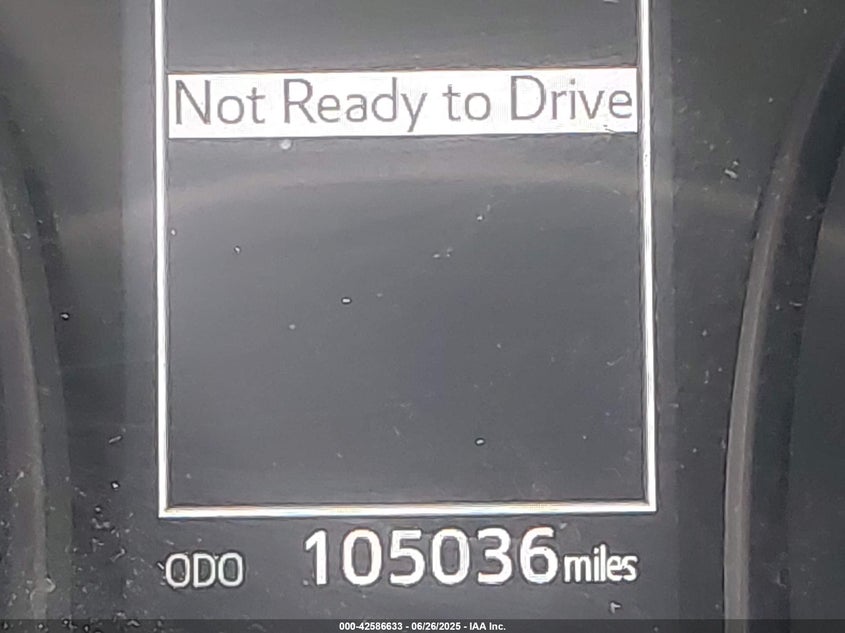 Not Ready to Drive
ODO 105036 miles
000-42586633 - 06/26/2025 - IAA Inc.